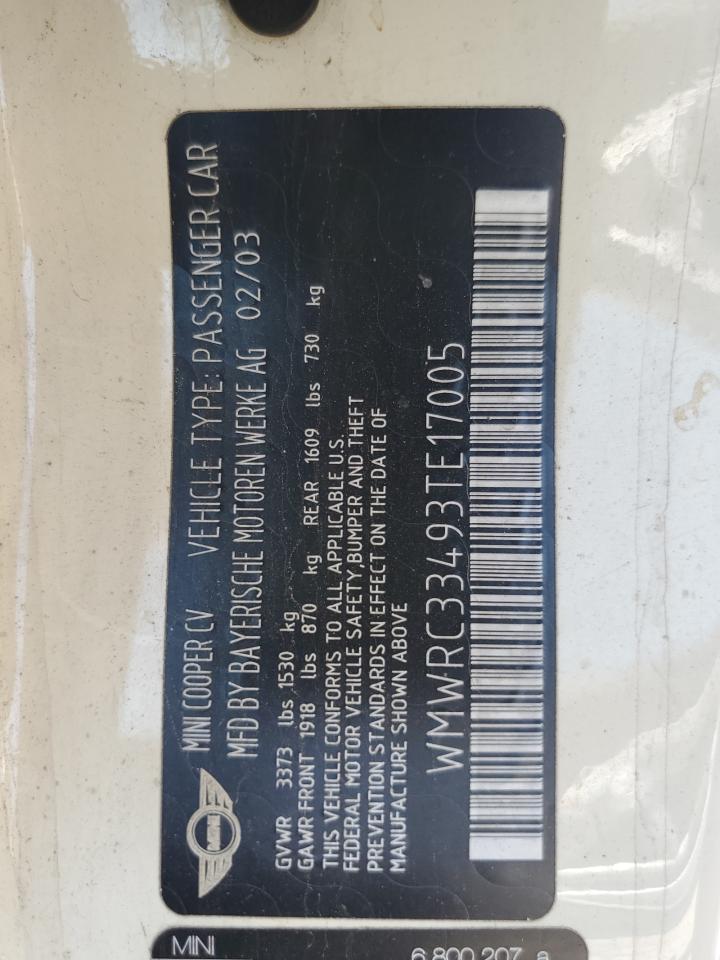 MINI
MINI COOPER CV VEHICLE TYPE: PASSENGER CAR
MFD BY BAYERISCHE MOTOREN WERKE AG 02/03
GVWR 3373 lbs 1530 kg
GAWR FRONT 1918 lbs 870 kg REAR 1609 lbs 730 kg
THIS VEHICLE CONFORMS TO ALL APPLICABLE U.S.
FEDERAL MOTOR VEHICLE SAFETY,BUMPER AND THEFT
PREVENTION STANDARDS IN EFFECT ON THE DATE OF
MANUFACTURE SHOWN ABOVE
WMWRC33493TE17005
MINI 6 800 207 a